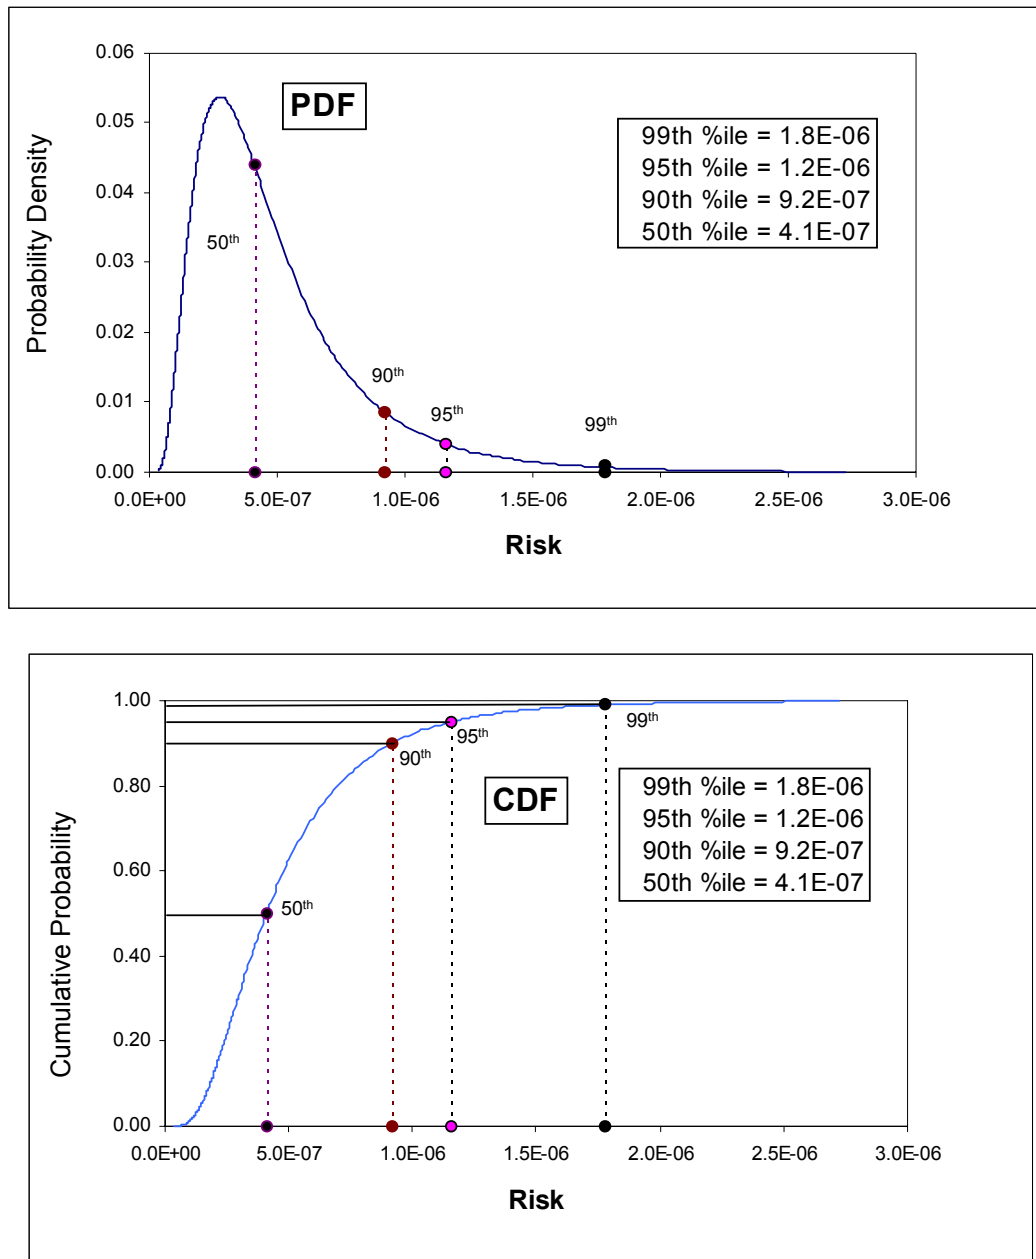 0.06
PDF
0.05
99th %ile = 1.8E-06
95th %ile = 1.2E-06
90th %ile = 9.2E-07
50th %ile = 4.1E-07
0.04
50th
0.03
0.02
90th
95th
99th
0.01
0.00
Probability Density
0.0E+00 5.0E-07 1.0E-06 1.5E-06 2.0E-06 2.5E-06 3.0E-06
Risk
1.00
99th
95th
90th
CDF
99th %ile = 1.8E-06
95th %ile = 1.2E-06
90th %ile = 9.2E-07
50th %ile = 4.1E-07
0.80
0.60
50th
0.40
0.20
0.00
Cumulative Probability
0.0E+00 5.0E-07 1.0E-06 1.5E-06 2.0E-06 2.5E-06 3.0E-06
Risk